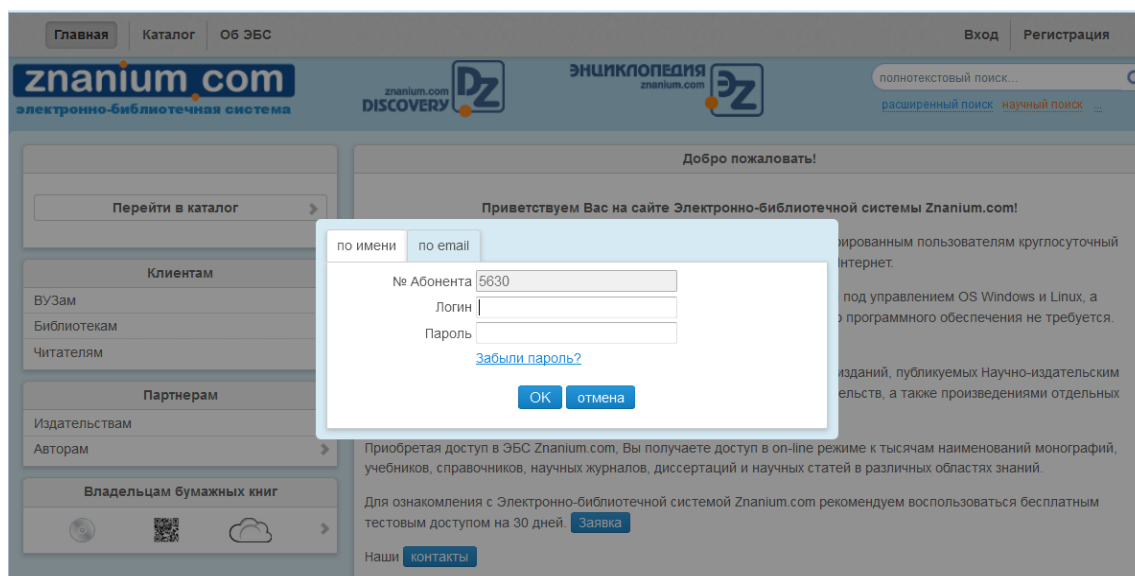 Главная Каталог Об ЭБС Вход Регистрация
znanium.com
электронно-библиотечная система
znanium.com
DISCOVERY DZ
ЭНЦИКЛОПЕДИЯ
znanium.com ЭZ
полнотекстовый поиск...
расширенный поиск научный поиск ...
Перейти в каталог
Клиентам
ВУЗам
Библиотекам
Читателям
Партнерам
Издательствам
Авторам
Владельцам бумажных книг
Добро пожаловать!
Приветствуем Вас на сайте Электронно-библиотечной системы Znanium.com!
пользователям круглосуточный
под управлением OS Windows и Linux, а
программного обеспечения не требуется.
изданий, публикуемых Научно-издательским
а также произведениями отдельных
по имени по email
№ Абонента 5630
Логин
Пароль
Забыли пароль?
OK отмена
Приобретая доступ в ЭБС Znanium.com, Вы получаете доступ в on-line режиме к тысячам наименований монографий,
учебников, справочников, научных журналов, диссертаций и научных статей в различных областях знаний.
Для ознакомления с Электронно-библиотечной системой Znanium.com рекомендуем воспользоваться бесплатным
тестовым доступом на 30 дней. Заявка
Наши контакты